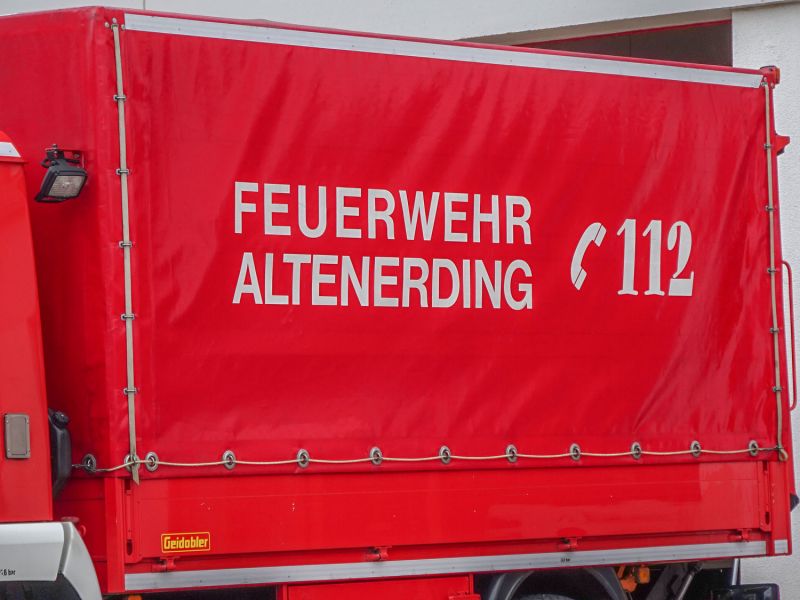 FEUERWEHR
ALTENERDING
112
Geidobler